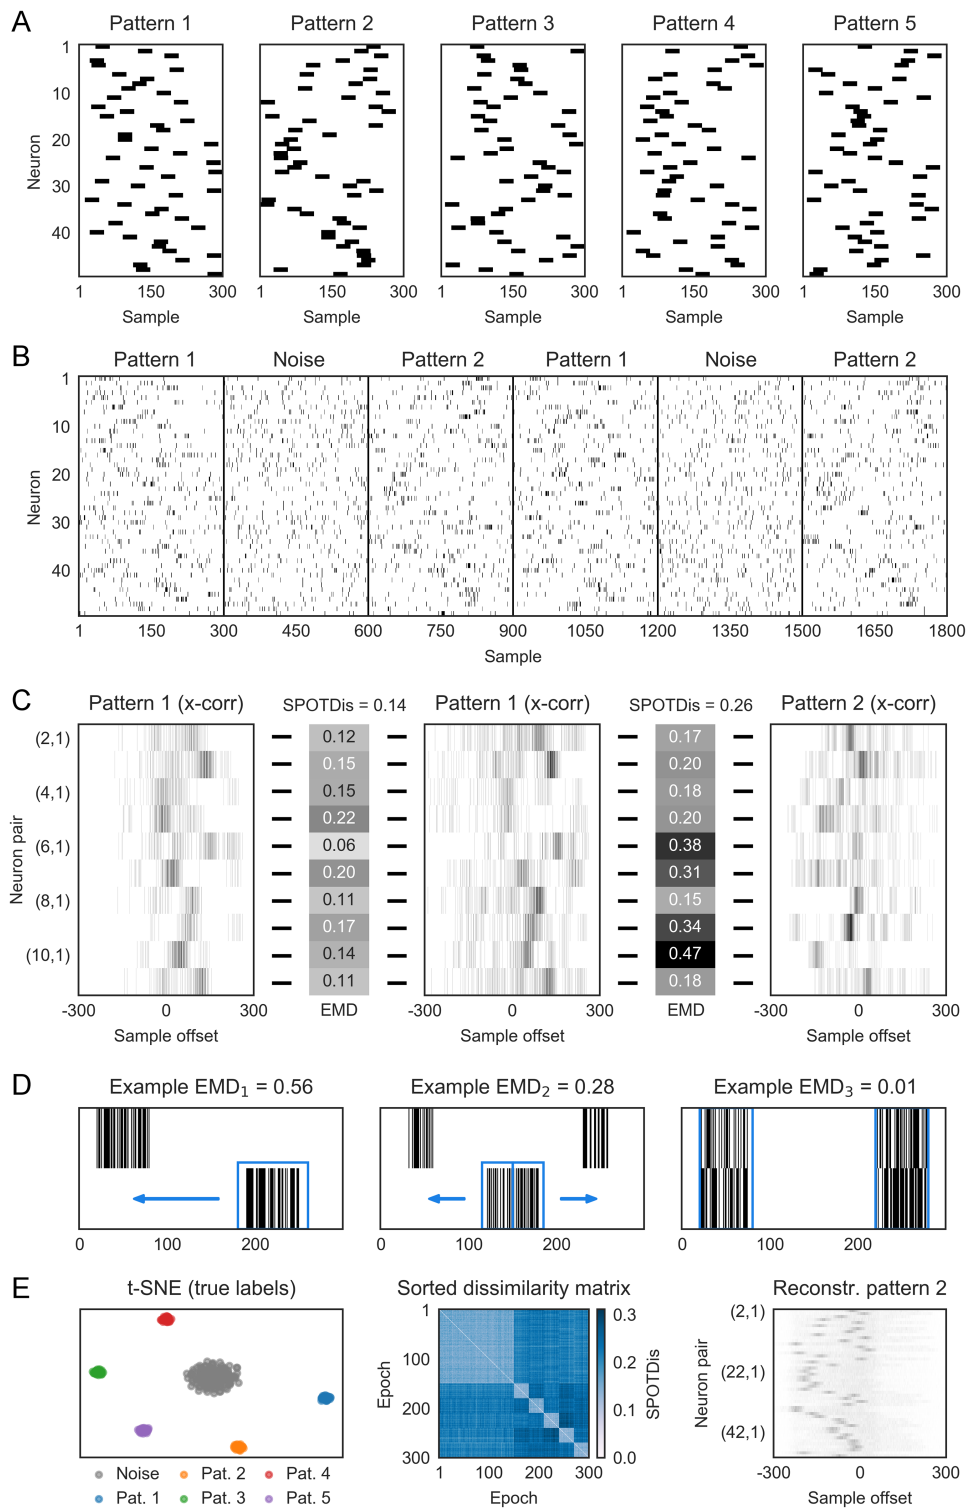 A
Pattern 1 Pattern 2 Pattern 3 Pattern 4 Pattern 5
1
10
20
30
40
Neuron
1 150 300 1 150 300 1 150 300 1 150 300 1 150 300
Sample Sample Sample Sample Sample
B
Pattern 1 Noise Pattern 2 Pattern 1 Noise Pattern 2
1
10
20
30
40
Neuron
1 150 300 450 600 750 900 1050 1200 1350 1500 1650 1800
Sample
C
Pattern 1 (x-corr) SPOTDis = 0.14 Pattern 1 (x-corr) SPOTDis = 0.26 Pattern 2 (x-corr)
(2,1) 0.12 0.17
0.15 0.20
(4,1) 0.15 0.18
0.22 0.20
(6,1) 0.06 0.38
0.20 0.31
(8,1) 0.11 0.15
0.17 0.34
(10,1) 0.14 0.47
0.11 0.18
Neuron pair
-300 0 300 EMD -300 0 300 EMD -300 0 300
Sample offset Sample offset Sample offset
D
Example EMD1 = 0.56 Example EMD2 = 0.28 Example EMD3 = 0.01
0 100 200 0 100 200 0 100 200
E
t-SNE (true labels) Sorted dissimilarity matrix Reconstr. pattern 2
Noise Pat. 2 Pat. 4
Pat. 1 Pat. 3 Pat. 5
1
100
200
300
Epoch
1 100 200 300
Epoch
0.3
0.2
0.1
0.0
SPOTDis
(2,1)
(22,1)
(42,1)
Neuron pair
-300 0 300
Sample offset